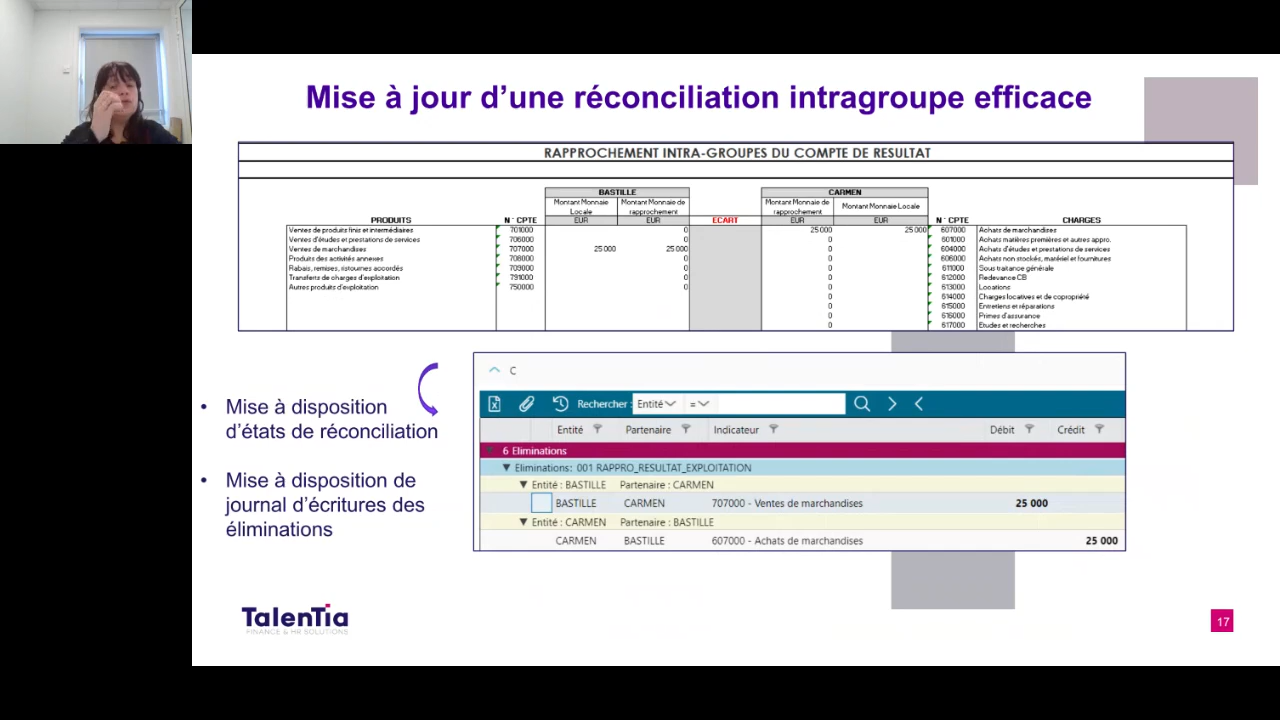 Mise à jour d’une réconciliation intragroupe efficace
RAPPROCHEMENT INTRA-GROUPES DU COMPTE DE RESULTAT
BASTILLE CARMEN
Montant Monnaie Locale Montant Monnaie de rapprochement Montant Monnaie de rapprochement Montant Monnaie Locale
PRODUITS N° CPTE EUR EUR ECART EUR EUR N° CPTE CHARGES
Ventes de produits finis et intermédiaires 701000 0 25 000 25 000 607000 Achats de marchandises
Ventes d'études et prestations de services 706000 0 0 601000 Achats matières premières et autres appro.
Ventes de marchandises 707000 25 000 25 000 0 604000 Achats d'études et prestations de services
Produits des activités annexes 708000 0 0 606000 Achats non stockés, matériel et fournitures
Rabais, remises, ristournes accordés 709000 0 0 611000 Sous traitance générale
Transferts de charges d'exploitation 791000 0 0 612000 Redevance CB
Autres produits d'exploitation 750000 0 0 613000 Locations
0 614000 Charges locatives et de copropriété
0 615000 Entretiens et réparations
0 616000 Primes d'assurance
0 617000 Etudes et recherches
• Mise à disposition
d’états de réconciliation
• Mise à disposition de
journal d’écritures des
éliminations
C
Rechercher : Entité =
Entité Partenaire Indicateur Débit Crédit
6 Eliminations
Eliminations: 001 RAPPRO_RESULTAT_EXPLOITATION
Entité : BASTILLE Partenaire : CARMEN
BASTILLE CARMEN 707000 - Ventes de marchandises 25 000
Entité : CARMEN Partenaire : BASTILLE
CARMEN BASTILLE 607000 - Achats de marchandises 25 000
TalenTia
FINANCE & HR SOLUTIONS
17